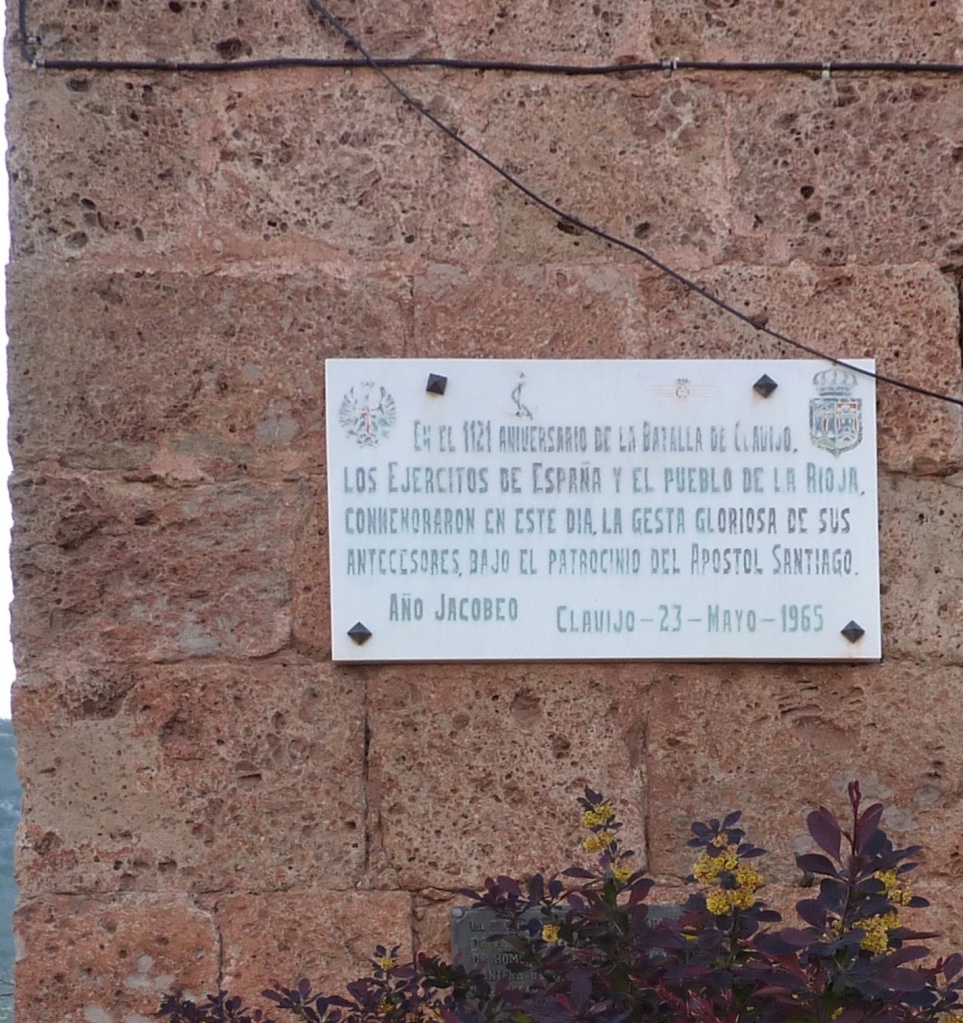 En el 1121 aniversario de la Batalla de Clavijo,
los Ejercitos de España y el pueblo de la Rioja,
conmenoraron en este dia, la gesta gloriosa de sus
antecesores, bajo el patrocinio del Apostol Santiago.
Año Jacobeo
Clavijo – 23 – Mayo – 1965